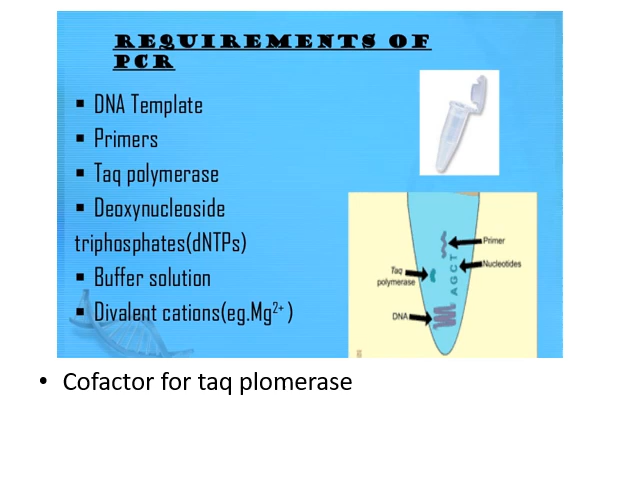 REQUIREMENTS OF
PCR
▪ DNA Template
▪ Primers
▪ Taq polymerase
▪ Deoxynucleoside
triphosphates(dNTPs)
▪ Buffer solution
▪ Divalent cations(eg.Mg²⁺ )
Primer
Nucleotides
Taq
polymerase
AGCT
DNA
• Cofactor for taq plomerase